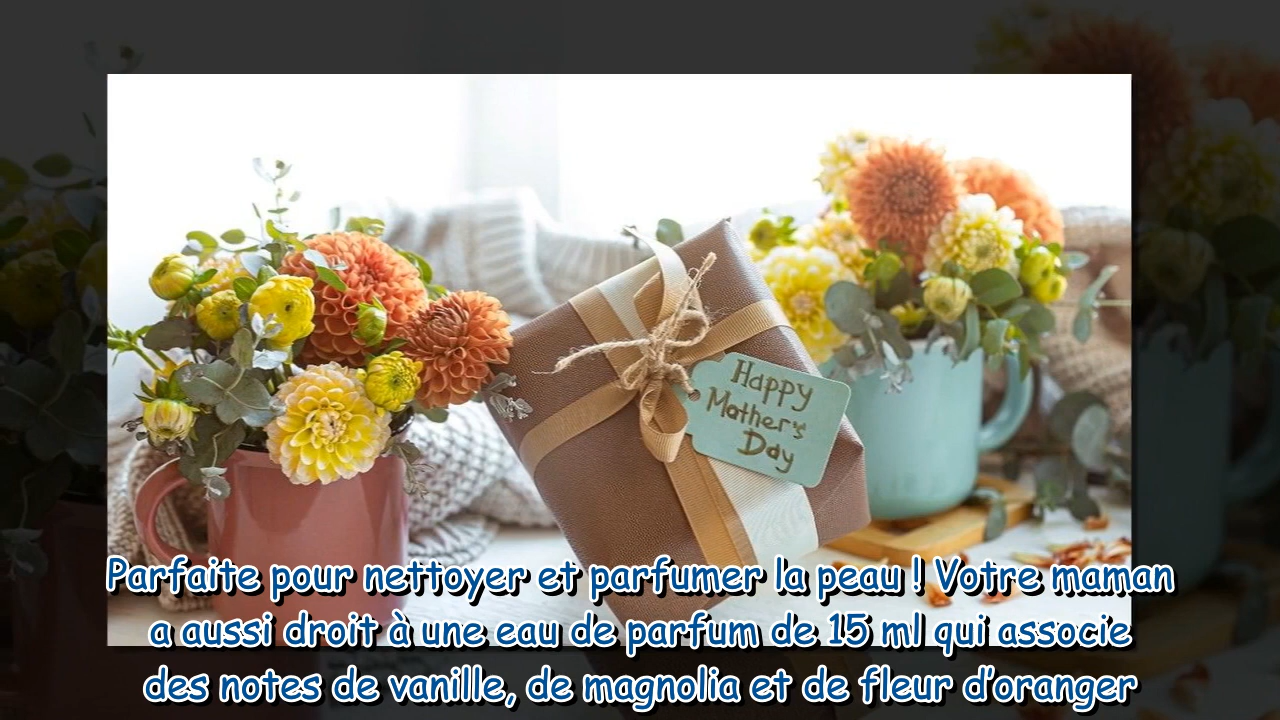 Happy
Mother's
Day
Parfaite pour nettoyer et parfumer la peau ! Votre maman
a aussi droit à une eau de parfum de 15 ml qui associe
des notes de vanille, de magnolia et de fleur d’oranger